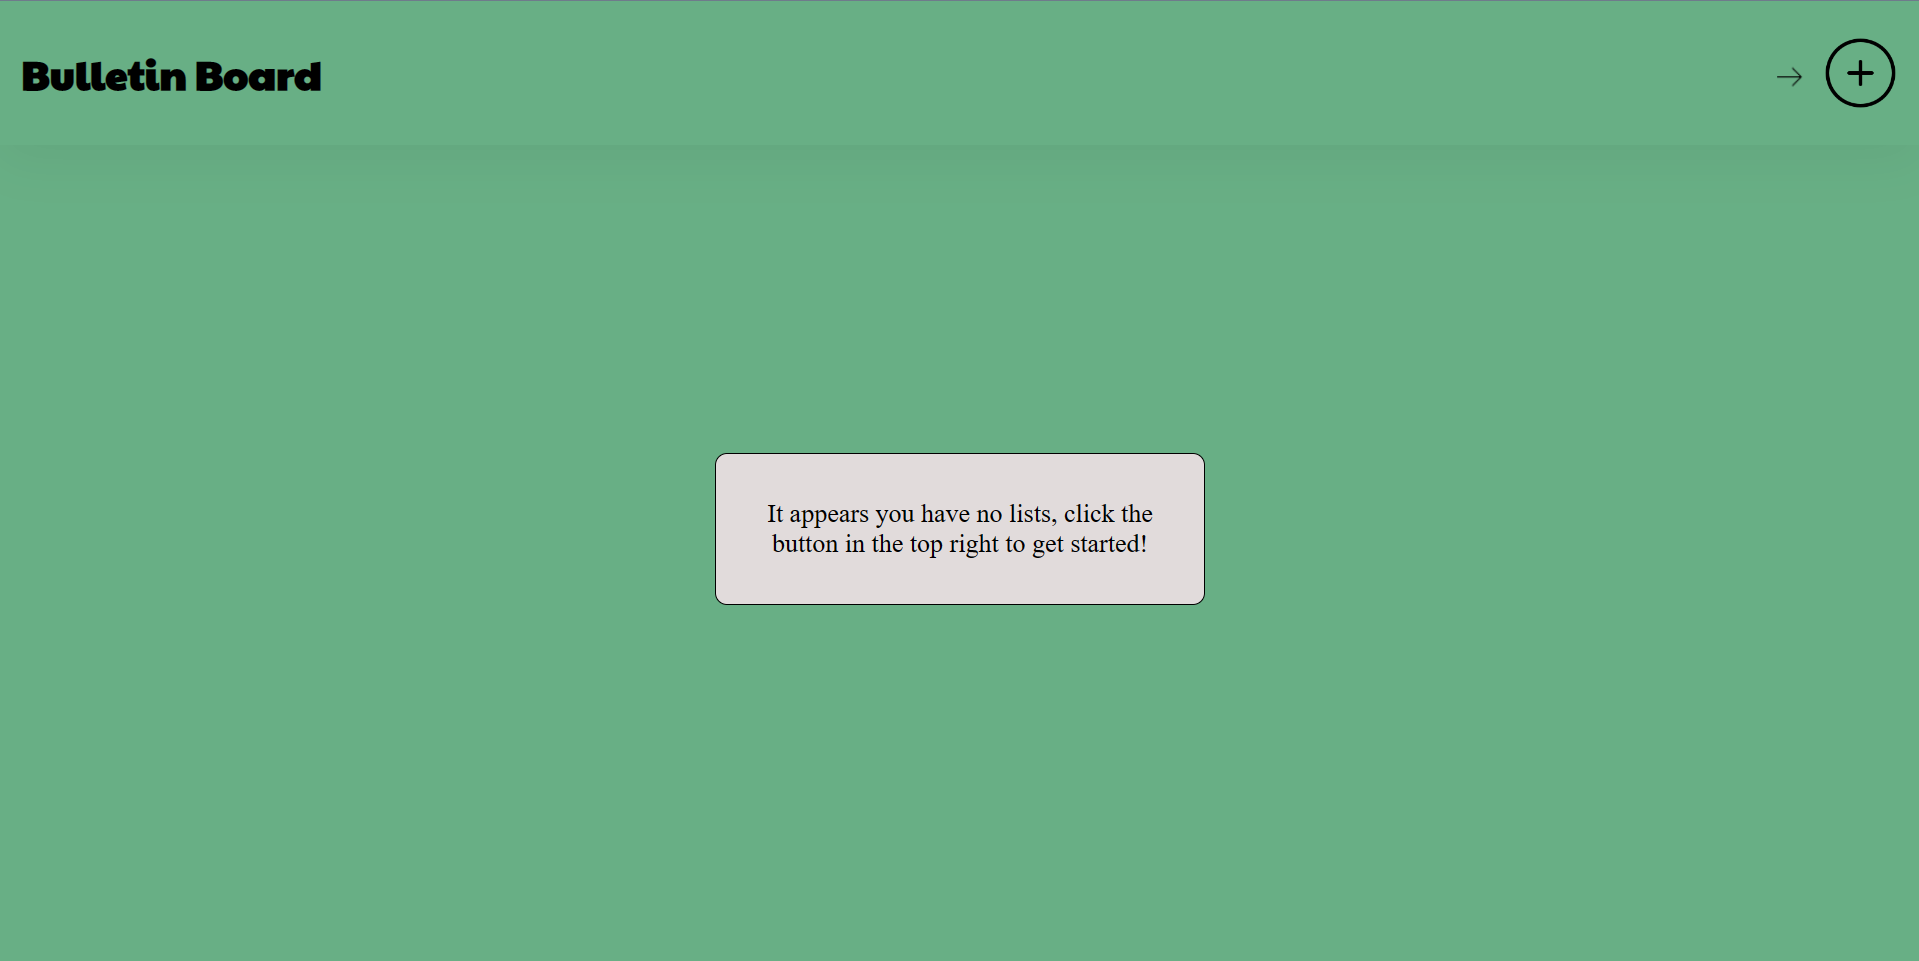 Bulletin Board
It appears you have no lists, click the
button in the top right to get started!